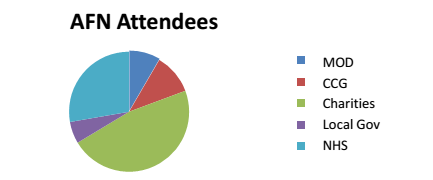 AFN Attendees
MOD
CCG
Charities
Local Gov
NHS